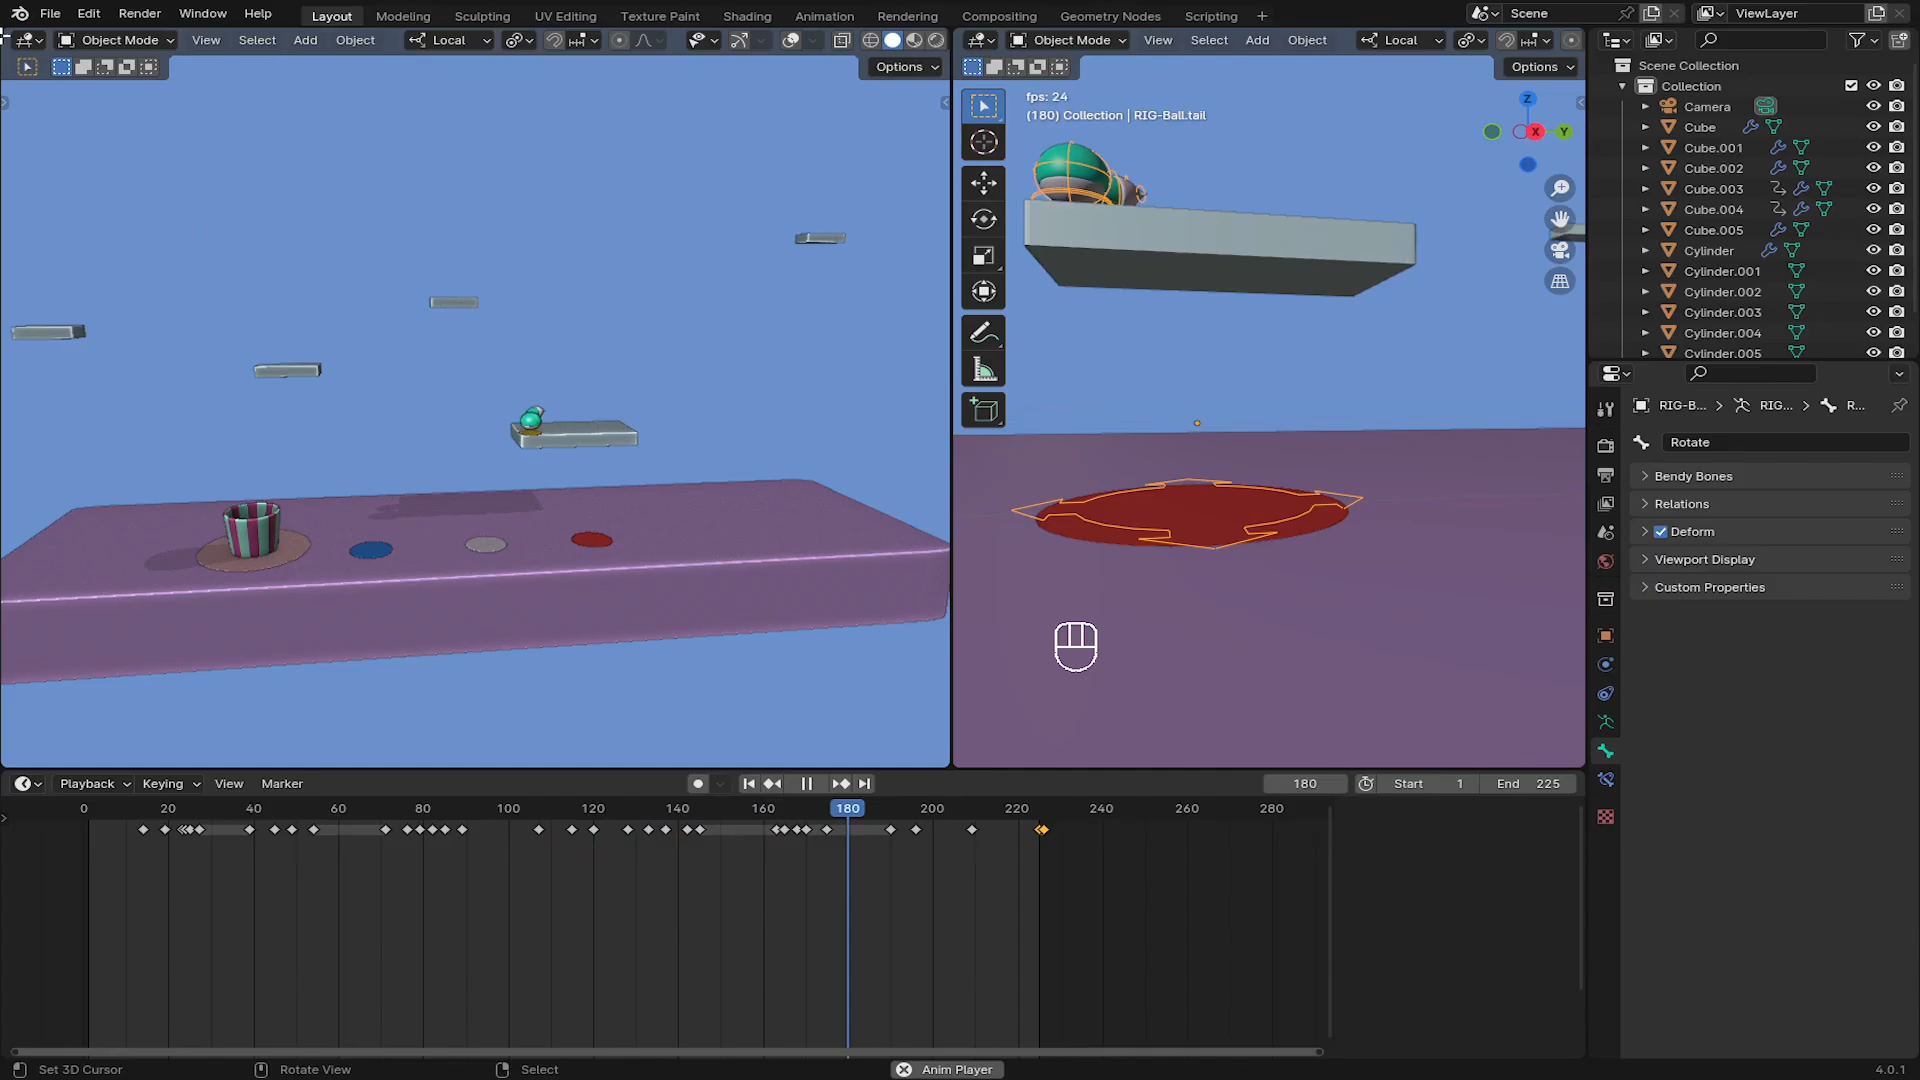 File Edit Render Window Help Layout Modeling Sculpting UV Editing Texture Paint Shading Animation Rendering Compositing Geometry Nodes Scripting + Scene ViewLayer
Object Mode View Select Add Object Local Object Mode View Select Add Object Local
Options Options
Scene Collection
Collection
Camera
Cube
Cube.001
Cube.002
Cube.003
Cube.004
Cube.005
Cylinder
Cylinder.001
Cylinder.002
Cylinder.003
Cylinder.004
Cylinder.005
fps: 24
(180) Collection | RIG-Ball.tail
Z
X
Y
RIG-B... > RIG... > R...
Rotate
Bendy Bones
Relations
Deform
Viewport Display
Custom Properties
Playback Keying View Marker 180 Start 1 End 225
0 20 40 60 80 100 120 140 160 180 200 220 240 260 280
Set 3D Cursor Rotate View Select Anim Player 4.0.1